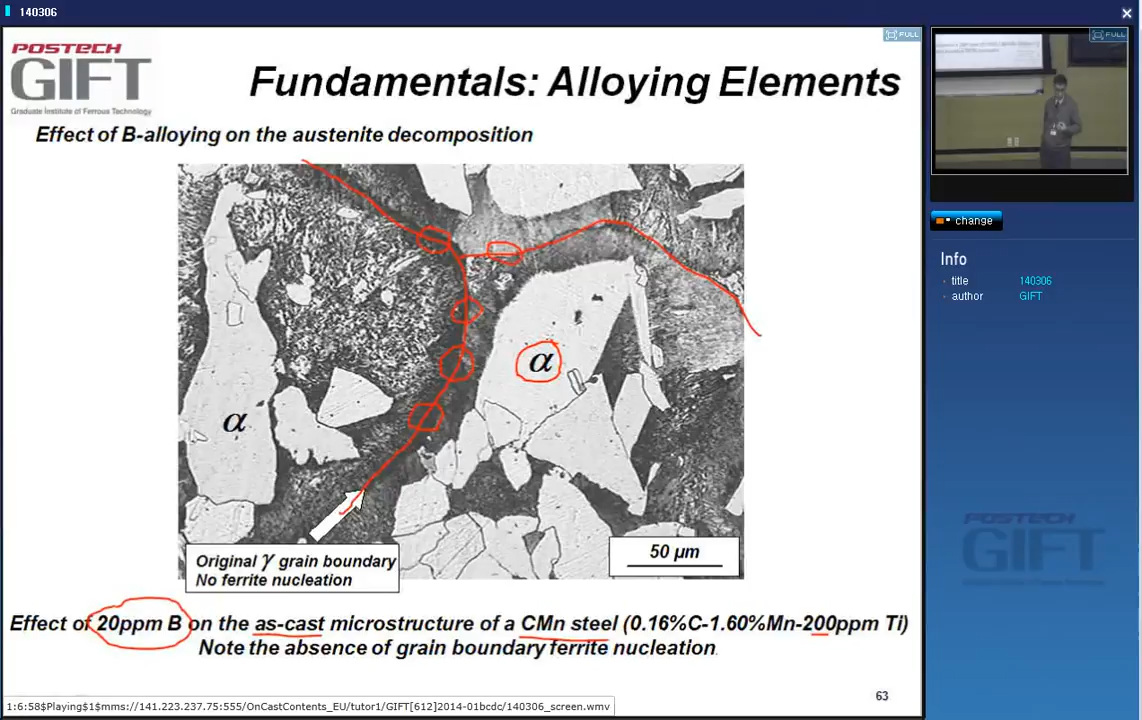 140306
POSTECH
GIFT
Graduate Institute of Ferrous Technology
FULL
Fundamentals: Alloying Elements
Effect of B-alloying on the austenite decomposition
α
α
Original γ grain boundary
No ferrite nucleation
50 μm
Effect of 20ppm B on the as-cast microstructure of a CMn steel (0.16%C-1.60%Mn-200ppm Ti)
Note the absence of grain boundary ferrite nucleation
63
1:6:58$Playing$1$mms://141.223.237.75:555/OnCastContents_EU/tutor1/GIFT[612]2014-01bcdc/140306_screen.wmv
FULL
change
Info
title 140306
author GIFT
POSTECH
GIFT